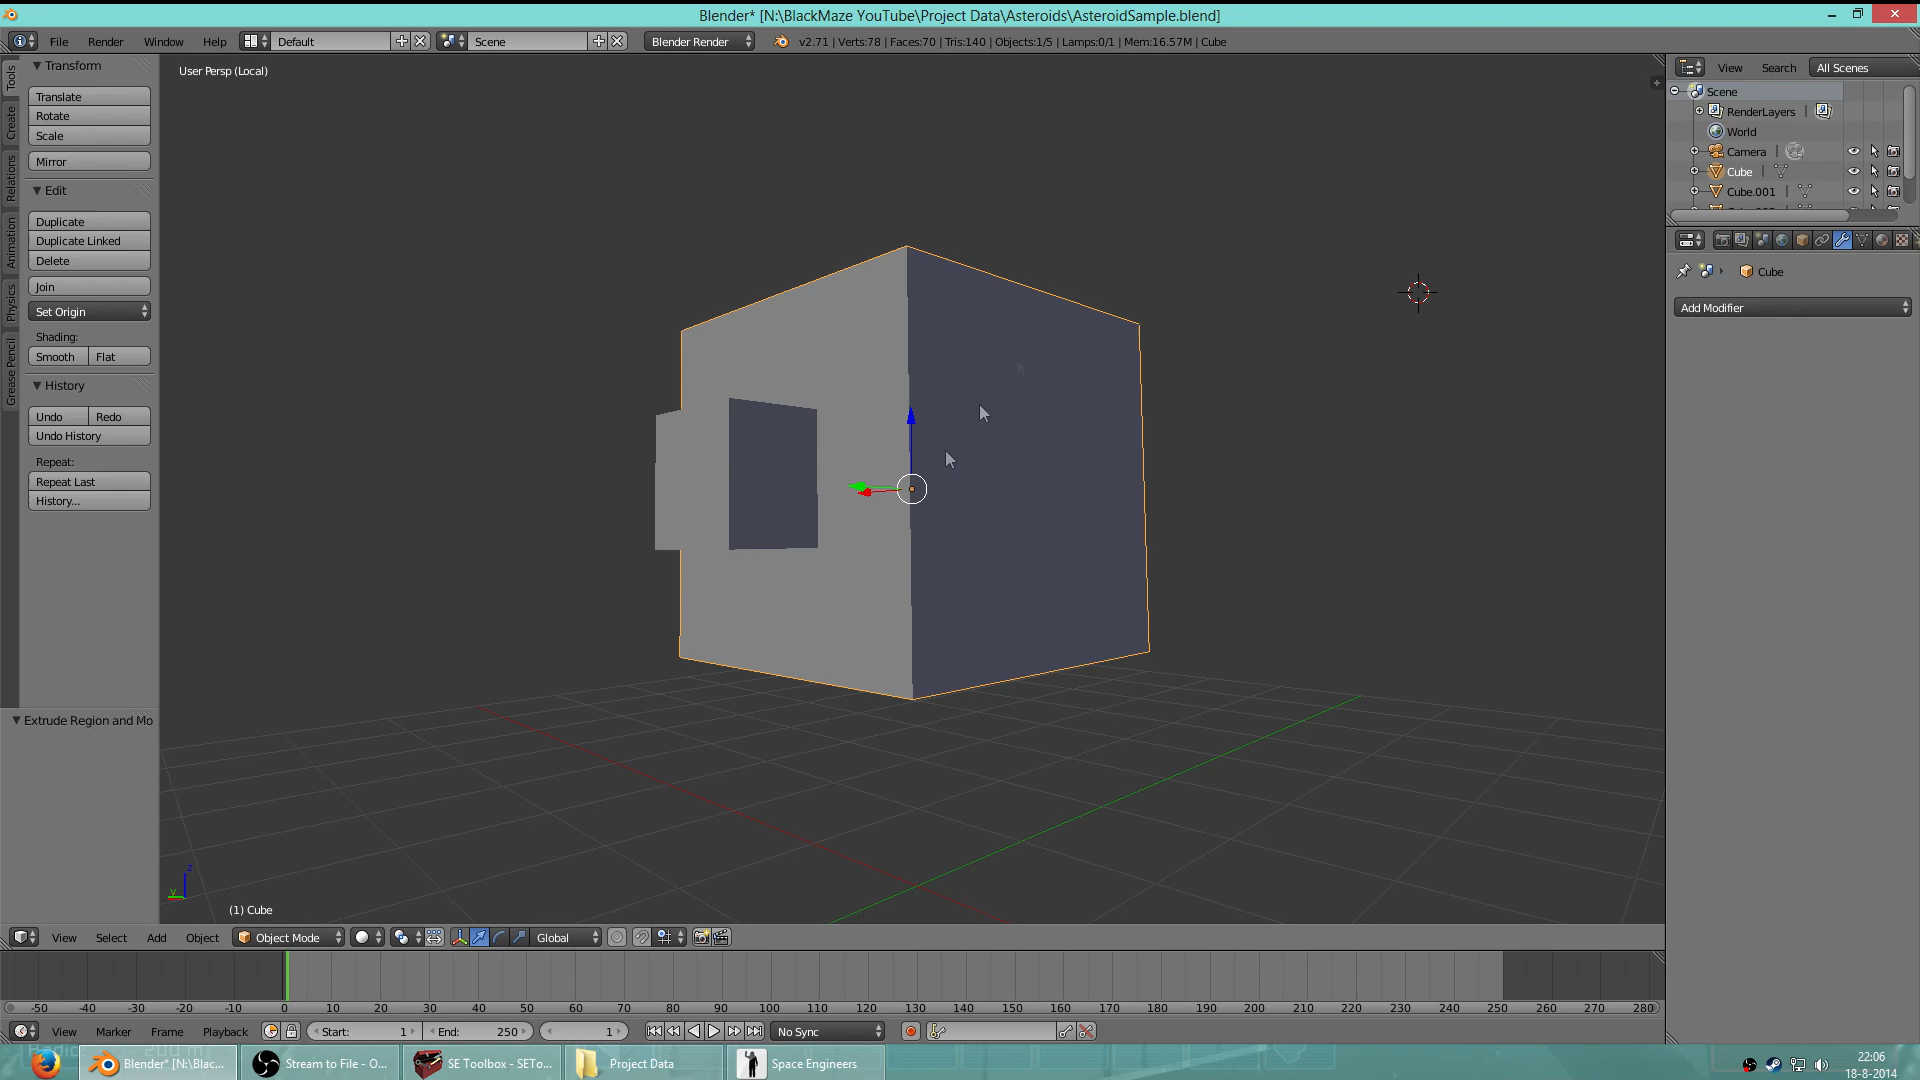 Blender* [N:\BlackMaze YouTube\Project Data\Asteroids\AsteroidSample.blend]
File Render Window Help Default Scene Blender Render v2.71 | Verts:78 | Faces:70 | Tris:140 | Objects:1/5 | Lamps:0/1 | Mem:16.57M | Cube
Tools
Create
Relations
Animation
Physics
Grease Pencil
Transform
Translate
Rotate
Scale
Mirror
Edit
Duplicate
Duplicate Linked
Delete
Join
Set Origin
Shading:
Smooth Flat
History
Undo Redo
Undo History
Repeat:
Repeat Last
History...
Extrude Region and Mo
User Persp (Local)
z
y
(1) Cube
View Search All Scenes
Scene
RenderLayers |
World
Camera |
Cube |
Cube.001 |
Cube
Add Modifier
View Select Add Object Object Mode Global
-50 -40 -30 -20 -10 0 10 20 30 40 50 60 70 80 90 100 110 120 130 140 150 160 170 180 190 200 210 220 230 240 250 260 270 280
View Marker Frame Playback Start: 1 End: 250 1 No Sync
Blender* [N:\Blac... Stream to File - O... SE Toolbox - SETo... Project Data Space Engineers
22:06
18-8-2014